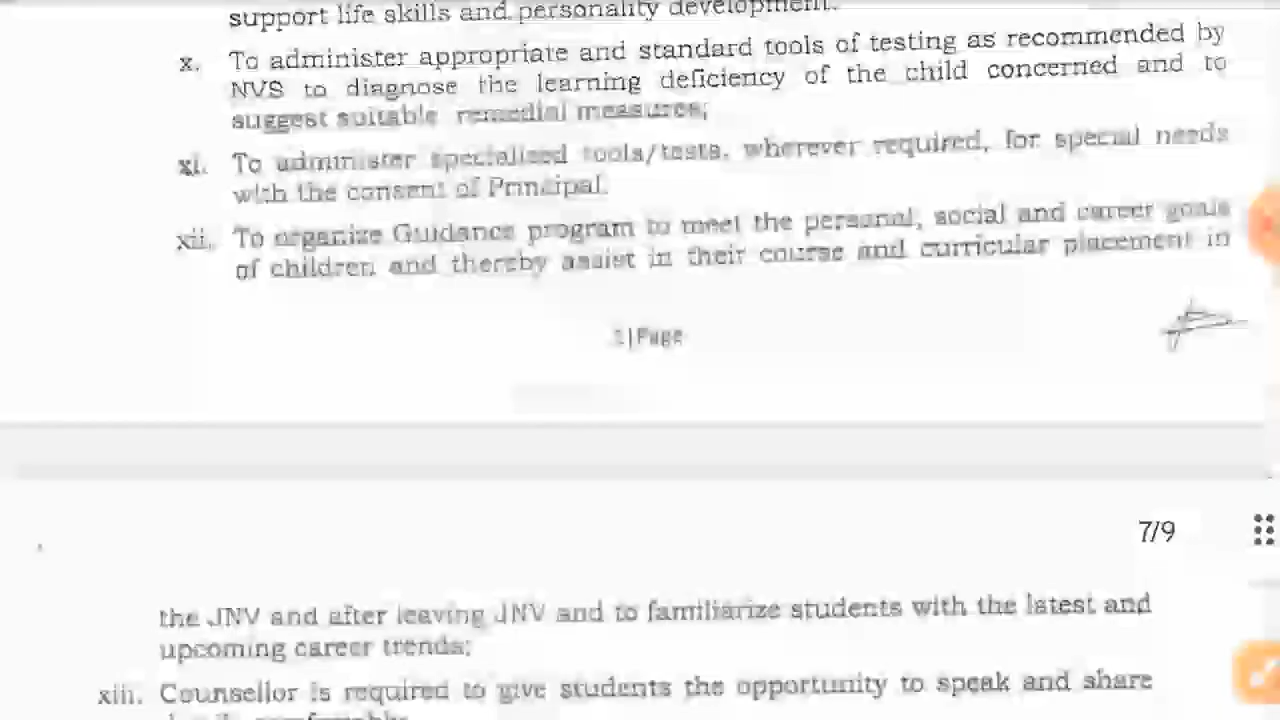 support life skills and personality development.
x. To administer appropriate and standard tools of testing as recommended by
NVS to diagnose the learning deficiency of the child concerned and to
suggest suitable remedial measures;
xi. To administer specialised tools/tests, wherever required, for special needs
with the consent of Principal.
xii. To organize Guidance program to meet the personal, social and career goals
of children and thereby assist in their course and curricular placement in
|Page
7/9
the JNV and after leaving JNV and to familiarize students with the latest and
upcoming career trends;
xiii. Counsellor is required to give students the opportunity to speak and share